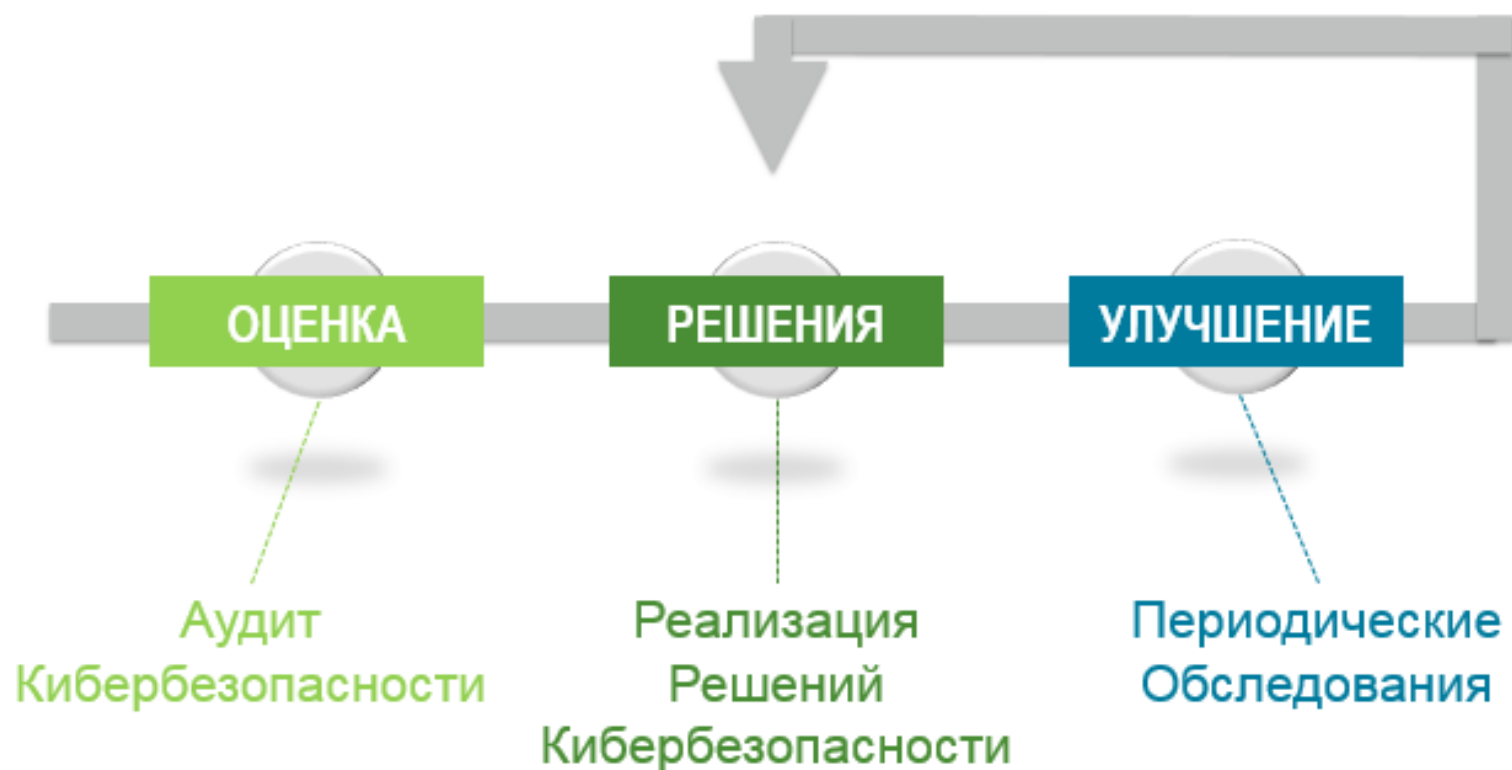 ОЦЕНКА
РЕШЕНИЯ
УЛУЧШЕНИЕ
Аудит
Кибербезопасности
Реализация
Решений
Кибербезопасности
Периодические
Обследования